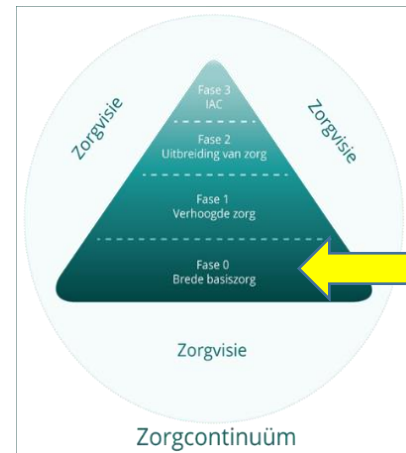 Zorgvisie
Zorgvisie
Fase 3
IAC
Fase 2
Uitbreiding van zorg
Fase 1
Verhoogde zorg
Fase 0
Brede basiszorg
Zorgvisie
Zorgcontinuüm